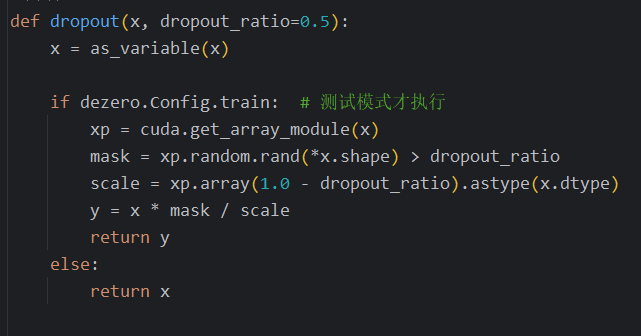 def dropout(x, dropout_ratio=0.5):
    x = as_variable(x)
    if dezero.Config.train:  # 测试模式才执行
        xp = cuda.get_array_module(x)
        mask = xp.random.rand(*x.shape) > dropout_ratio
        scale = xp.array(1.0 - dropout_ratio).astype(x.dtype)
        y = x * mask / scale
        return y
    else:
        return x